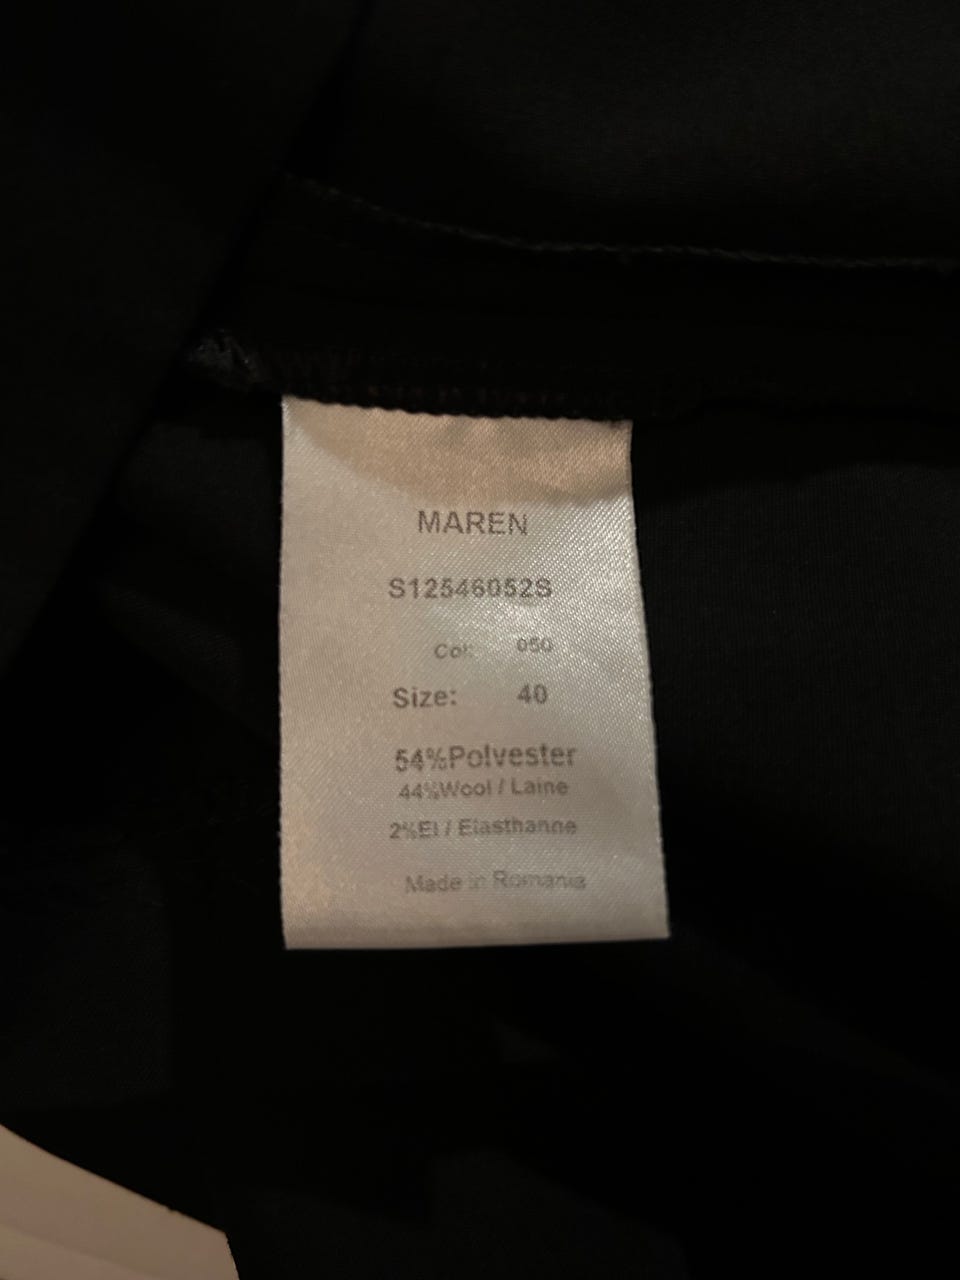 MAREN
S12546052S
Col: 050
Size: 40
54%Polyester
44%Wool / Laine
2%El / Elasthanne
Made in Romania